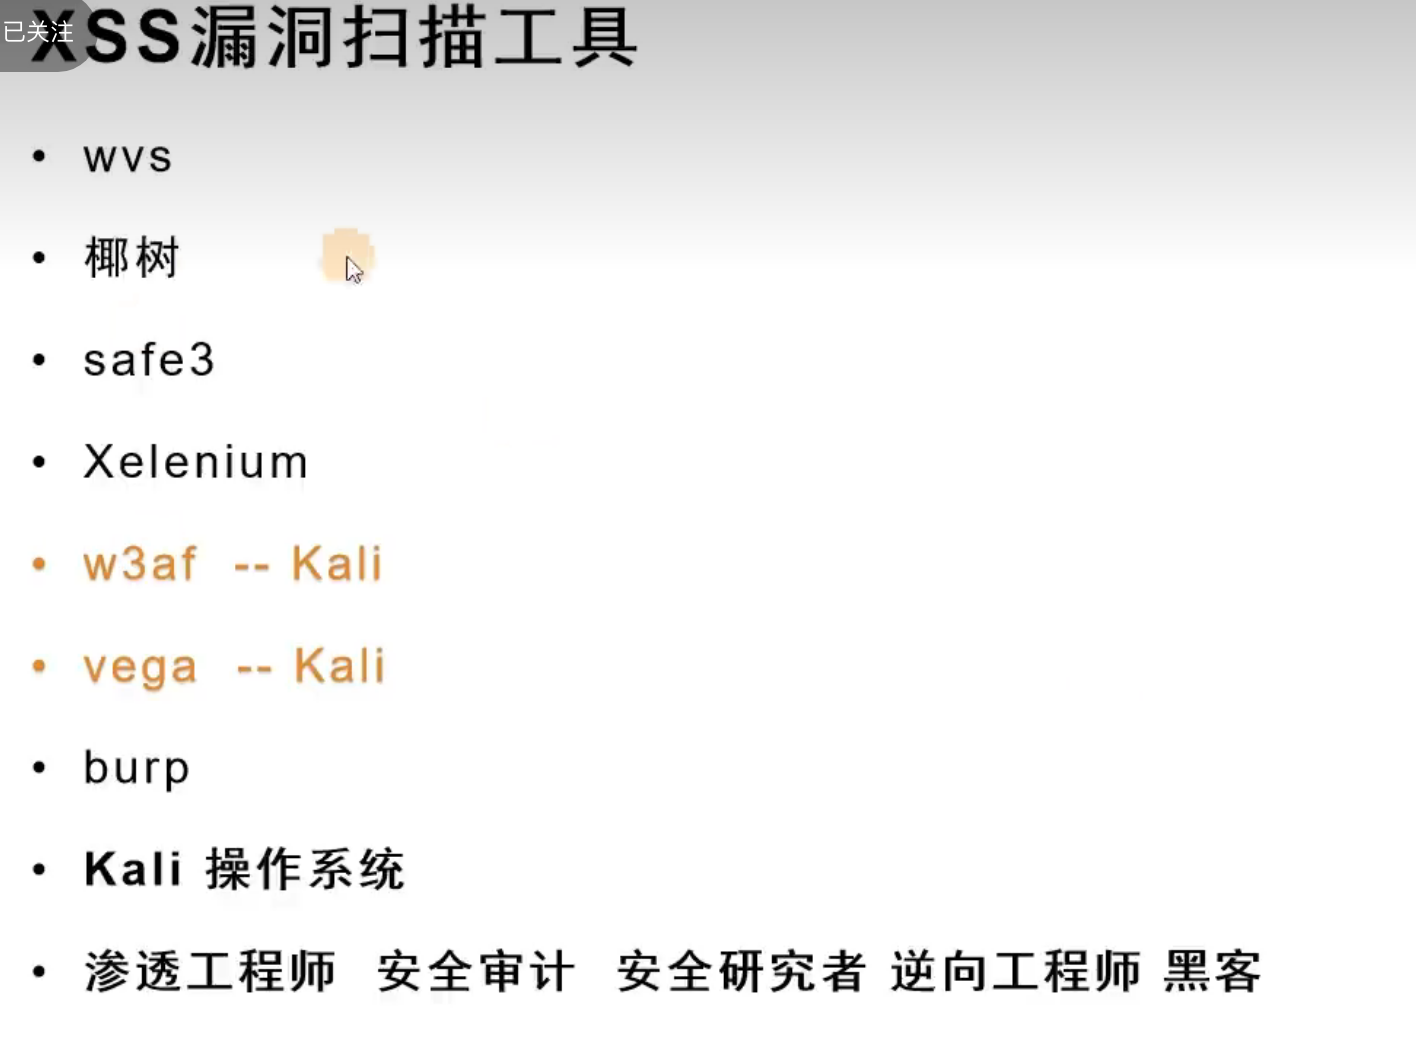 已关注
XSS漏洞扫描工具
• wvs
• 椰树
• safe3
• Xelenium
• w3af -- Kali
• vega -- Kali
• burp
• Kali 操作系统
• 渗透工程师 安全审计 安全研究者 逆向工程师 黑客